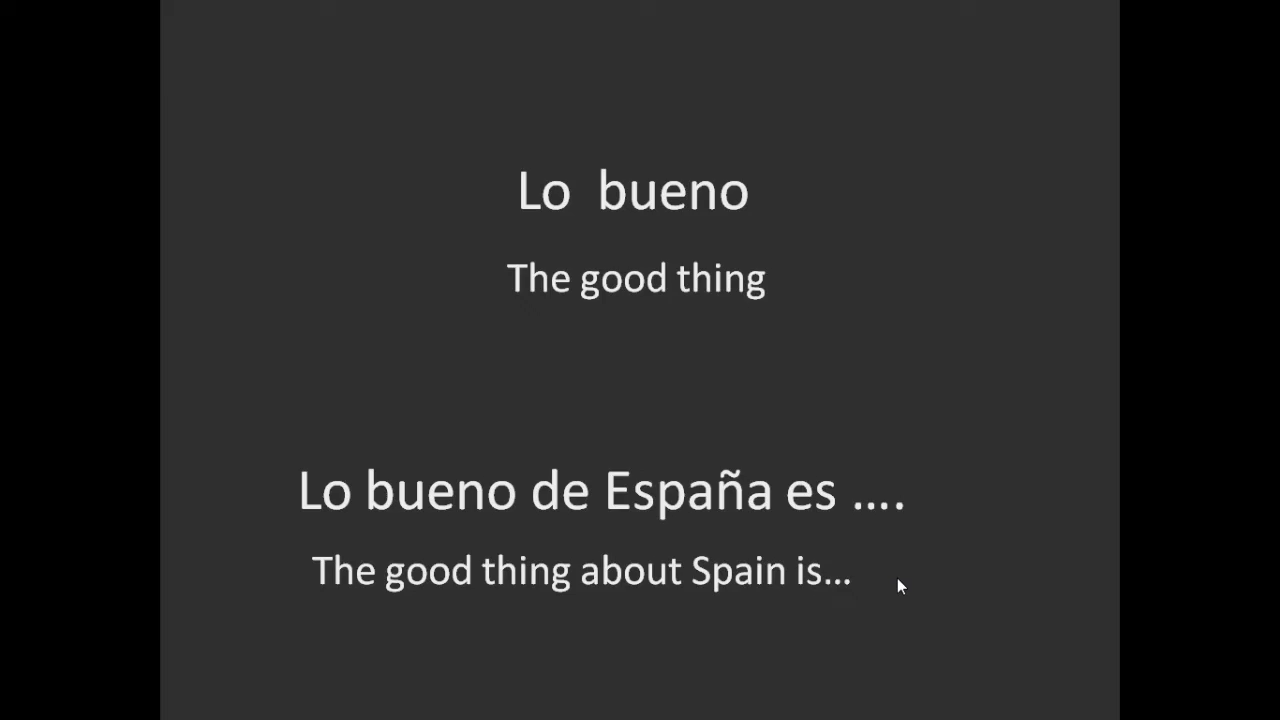 Lo bueno
The good thing
Lo bueno de España es ....
The good thing about Spain is...